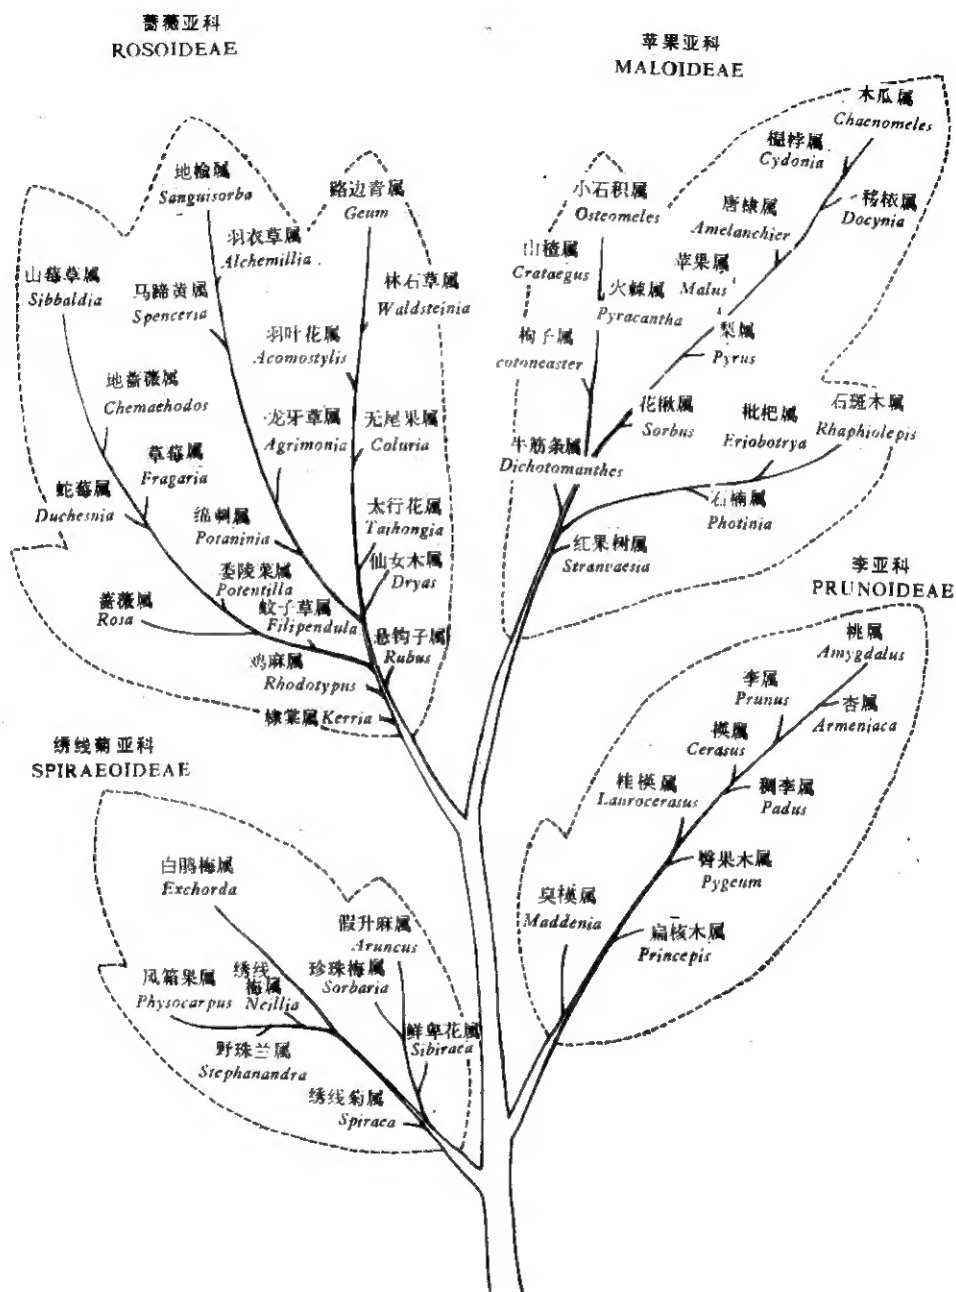 蔷薇亚科
ROSOIDEAE
地榆属
Sanguisorba
路边青属
Geum
羽衣草属
Alchemillia
山莓草属
Sibbaldia
马蹄黄属
Spenceria
林石草属
Waldsteinia
羽叶花属
Acomostylis
地蔷薇属
Chemaehodos
龙牙草属
Agrimonia
无尾果属
Coluria
草莓属
Fragaria
蛇莓属
Duchesnia
绵刺属
Potaninia
太行花属
Taihongia
仙女木属
Dryas
委陵菜属
Potentilla
蔷薇属
Rosa
蚊子草属
Filipendula
悬钩子属
Rubus
鸡麻属
Rhodotypus
棣棠属 Kerria
苹果亚科
MALOIDEAE
木瓜属
Chaenomeles
榅桲属
Cydonia
小石积属
Osteomeles
唐棣属
Amelanchier
移𣐿属
Docynia
山楂属
Crataegus
苹果属
Malus
火棘属
Pyracantha
栒子属
cotoneaster
梨属
Pyrus
花楸属
Sorbus
枇杷属
Eriobotrya
石斑木属
Rhaphiolepis
牛筋条属
Dichotomanthes
石楠属
Photinia
红果树属
Stranvaesia
李亚科
PRUNOIDEAE
桃属
Amygdalus
李属
Prunus
杏属
Armeniaca
樱属
Cerasus
桂樱属
Laurocerasus
稠李属
Padus
臀果木属
Pygeum
臭樱属
Maddenia
扁核木属
Princepis
绣线菊亚科
SPIRAEOIDEAE
白鹃梅属
Exchorda
假升麻属
Aruncus
风箱果属
Physocarpus
绣线
梅属
Neillia
珍珠梅属
Sorbaria
野珠兰属
Stephanandra
鲜卑花属
Sibiraea
绣线菊属
Spiraea